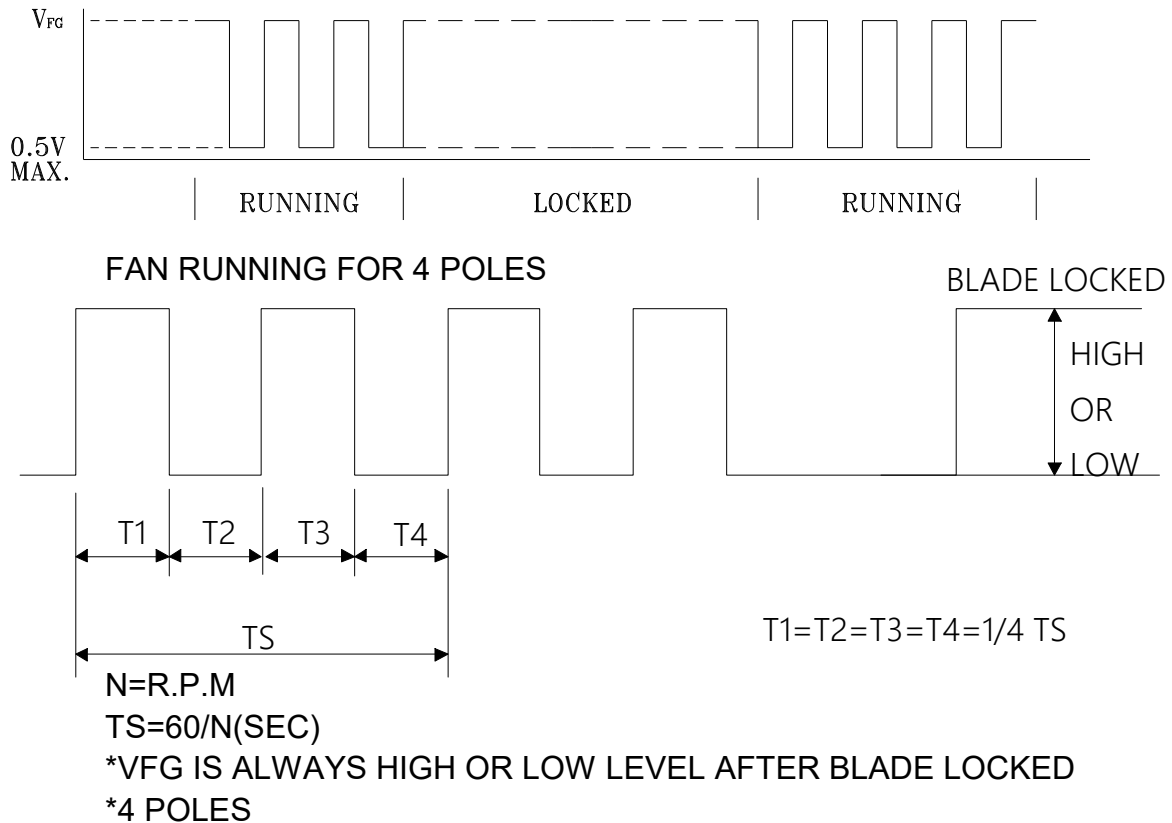 VFG
0.5V
MAX.
RUNNING LOCKED RUNNING
FAN RUNNING FOR 4 POLES
BLADE LOCKED
HIGH
OR
LOW
T1 T2 T3 T4
TS
T1=T2=T3=T4=1/4 TS
N=R.P.M
TS=60/N(SEC)
*VFG IS ALWAYS HIGH OR LOW LEVEL AFTER BLADE LOCKED
*4 POLES